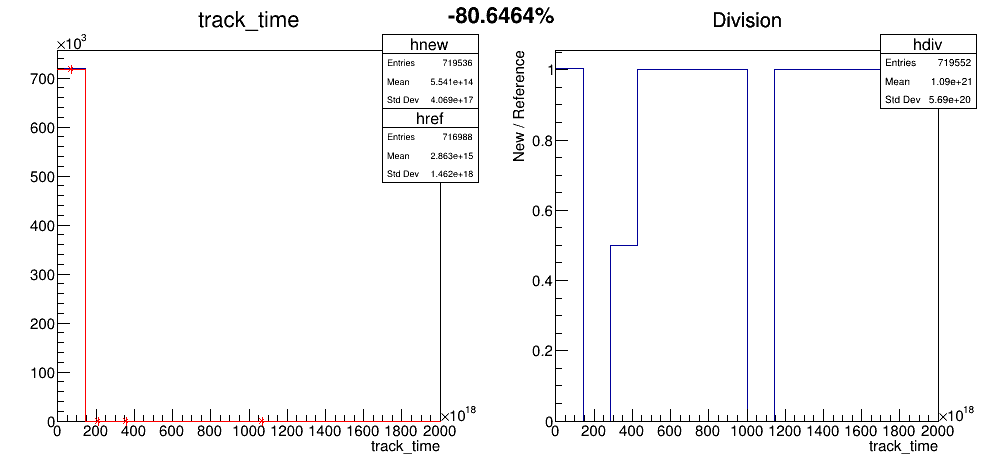 -80.6464%
track_time
×10³
hnew
Entries 719536
Mean 5.541e+14
Std Dev 4.069e+17
href
Entries 716988
Mean 2.863e+15
Std Dev 1.462e+18
700
600
500
400
300
200
100
0
0 200 400 600 800 1000 1200 1400 1600 1800 2000
×10¹⁸
track_time
Division
hdiv
Entries 719552
Mean 1.09e+21
Std Dev 5.69e+20
New / Reference
1
0.8
0.6
0.4
0.2
0
0 200 400 600 800 1000 1200 1400 1600 1800 2000
×10¹⁸
track_time